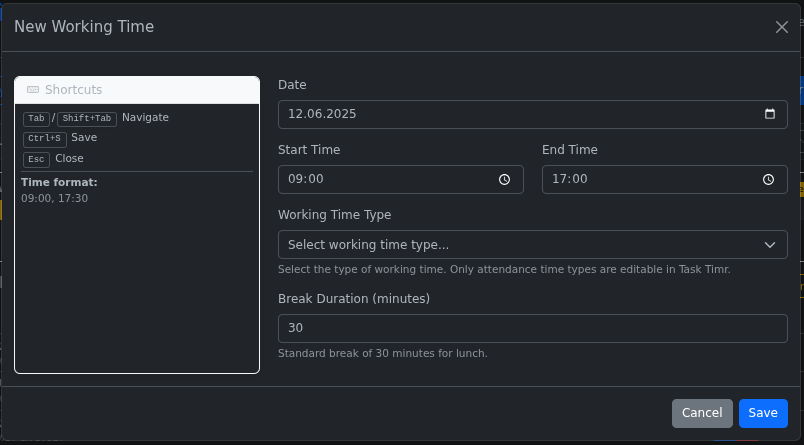 New Working Time
Shortcuts
Tab / Shift+Tab Navigate
Ctrl+S Save
Esc Close
Time format:
09:00, 17:30
Date
12.06.2025
Start Time
09:00
End Time
17:00
Working Time Type
Select working time type...
Select the type of working time. Only attendance time types are editable in Task Timr.
Break Duration (minutes)
30
Standard break of 30 minutes for lunch.
Cancel
Save